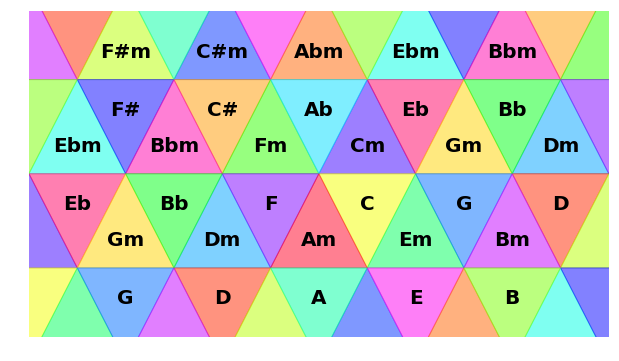 F#m C#m Abm Ebm Bbm
F# C# Ab Eb Bb
Ebm Bbm Fm Cm Gm Dm
Eb Bb F C G D
Gm Dm Am Em Bm
G D A E B